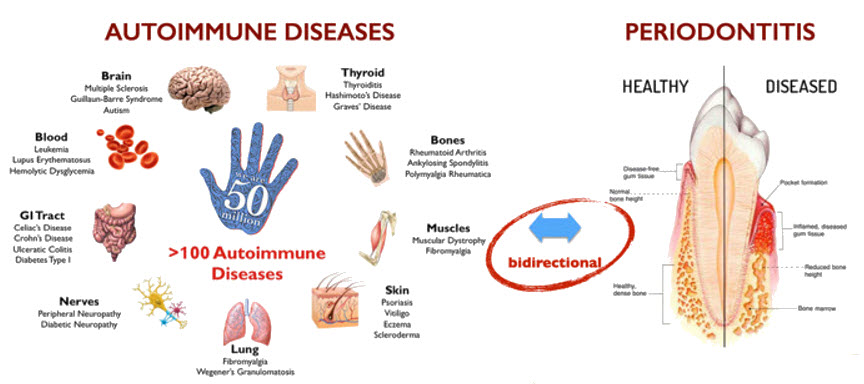 AUTOIMMUNE DISEASES
Brain
Multiple Sclerosis
Guillaun-Barre Syndrome
Autism
Thyroid
Thyroiditis
Hashimoto's Disease
Graves' Disease
Blood
Leukemia
Lupus Erythematosus
Hemolytic Dysglycemia
Bones
Rheumatoid Arthritis
Ankylosing Spondylitis
Polymyalgia Rheumatica
we are
50
million
GI Tract
Celiac's Disease
Crohn's Disease
Ulceratic Colitis
Diabetes Type I
Muscles
Muscular Dystrophy
Fibromyalgia
>100 Autoimmune
Diseases
Nerves
Peripheral Neuropathy
Diabetic Neuropathy
Lung
Fibromyalgia
Wegener's Granulomatosis
Skin
Psoriasis
Vitiligo
Eczema
Scleroderma
bidirectional
PERIODONTITIS
HEALTHY
DISEASED
Disease-free
gum tissue
Normal
bone height
Healthy,
dense bone
Pocket formation
Inflamed, diseased
gum tissue
Reduced bone
height
Bone marrow